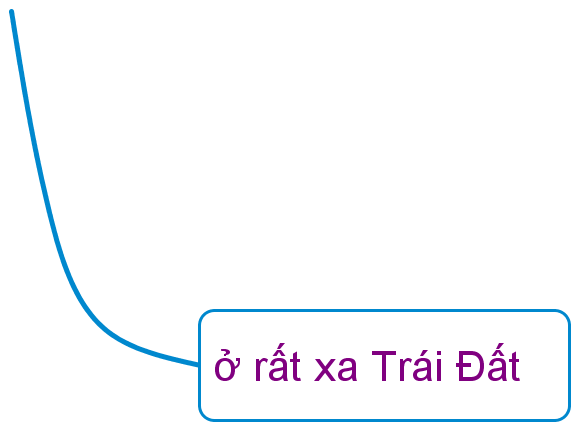 ở rất xa Trái Đất